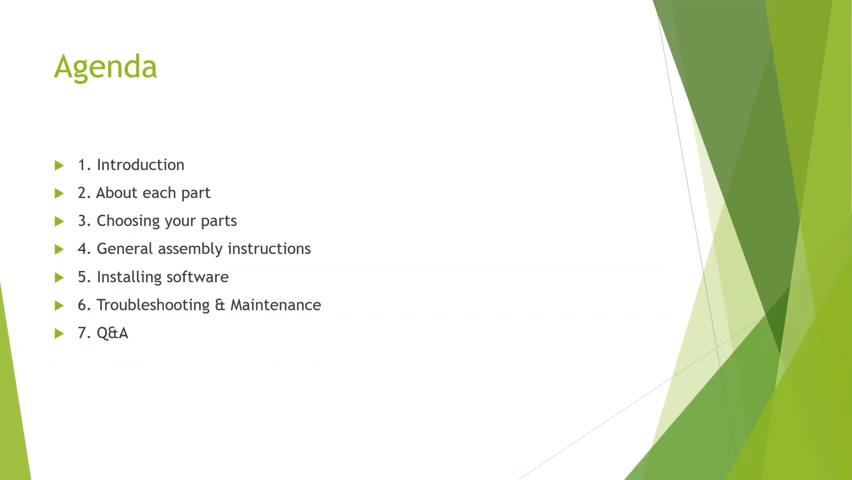 Agenda
1. Introduction
2. About each part
3. Choosing your parts
4. General assembly instructions
5. Installing software
6. Troubleshooting & Maintenance
7. Q&A